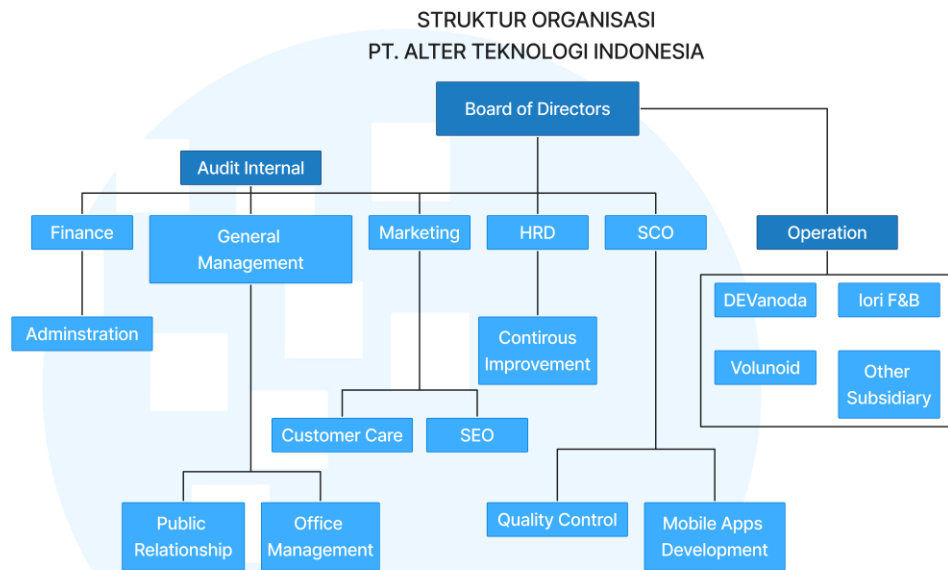 STRUKTUR ORGANISASI
PT. ALTER TEKNOLOGI INDONESIA
Board of Directors
Audit Internal
Finance
General
Management
Marketing
HRD
SCO
Operation
Adminstration
Contirous
Improvement
DEVanoda
Iori F&B
Volunoid
Other
Subsidiary
Customer Care
SEO
Public
Relationship
Office
Management
Quality Control
Mobile Apps
Development